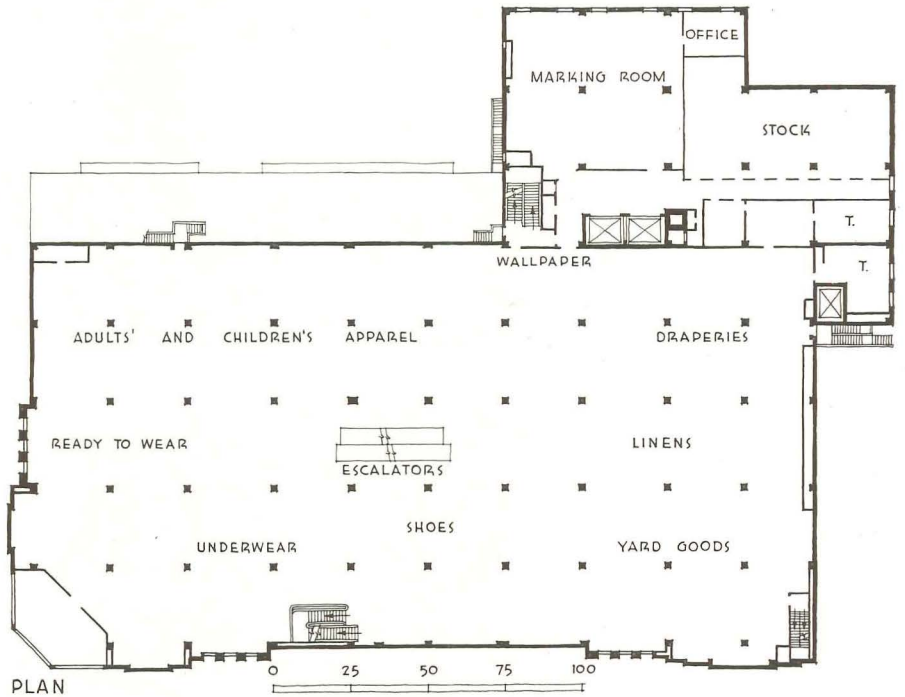 OFFICE
MARKING ROOM
STOCK
T.
WALLPAPER
T.
ADULTS' AND CHILDREN'S APPAREL
DRAPERIES
READY TO WEAR
LINENS
ESCALATORS
SHOES
UNDERWEAR
YARD GOODS
PLAN
0 25 50 75 100